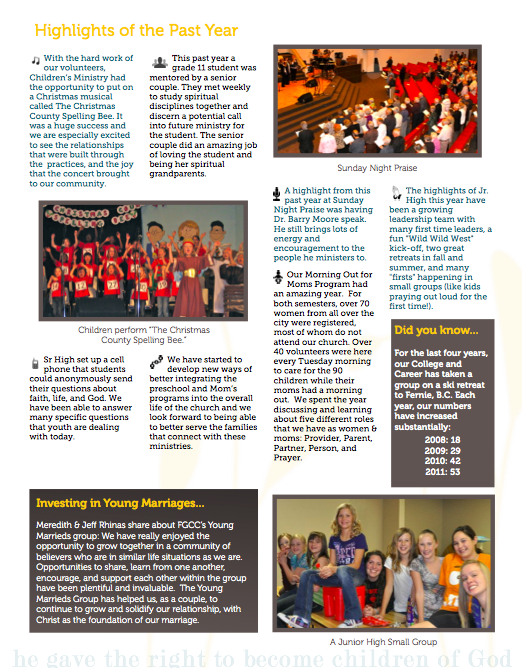 Highlights of the Past Year
With the hard work of
our volunteers,
Children's Ministry had
the opportunity to put on
a Christmas musical
called The Christmas
County Spelling Bee. It
was a huge success and
we are especially excited
to see the relationships
that were built through
the practices, and the joy
that the concert brought
to our community.
This past year a
grade 11 student was
mentored by a senior
couple. They met weekly
to study spiritual
disciplines together and
discern a potential call
into future ministry for
the student. The senior
couple did an amazing job
of loving the student and
being her spiritual
grandparents.
CHRISTMAS
SPELLING BEE
Children perform "The Christmas
County Spelling Bee."
Sr High set up a cell
phone that students
could anonymously send
their questions about
faith, life, and God. We
have been able to answer
many specific questions
that youth are dealing
with today.
We have started to
develop new ways of
better integrating the
preschool and Mom's
programs into the overall
life of the church and we
look forward to being able
to better serve the families
that connect with these
ministries.
Investing in Young Marriages...
Meredith & Jeff Rhinas share about FGCC's Young
Marrieds group: We have really enjoyed the
opportunity to grow together in a community of
believers who are in similar life situations as we are.
Opportunities to share, learn from one another,
encourage, and support each other within the group
have been plentiful and invaluable. The Young
Marrieds Group has helped us, as a couple, to
continue to grow and solidify our relationship, with
Christ as the foundation of our marriage.
Sunday Night Praise
A highlight from this
past year at Sunday
Night Praise was having
Dr. Barry Moore speak.
He still brings lots of
energy and
encouragement to the
people he ministers to.
Our Morning Out for
Moms Program had
an amazing year. For
both semesters, over 70
women from all over the
city were registered,
most of whom do not
attend our church. Over
40 volunteers were here
every Tuesday morning
to care for the 90
children while their
moms had a morning
out. We spent the year
discussing and learning
about five different roles
that we have as women &
moms: Provider, Parent,
Partner, Person, and
Prayer.
The highlights of Jr.
High this year have
been a growing
leadership team with
many first time leaders, a
fun "Wild Wild West"
kick-off, two great
retreats in fall and
summer, and many
"firsts" happening in
small groups (like kids
praying out loud for the
first time!).
Did you know...
For the last four years,
our College and
Career has taken a
group on a ski retreat
to Fernie, B.C. Each
year, our numbers
have increased
substantially:
2008: 18
2009: 29
2010: 42
2011: 53
A Junior High Small Group
he gave the right to become children of God